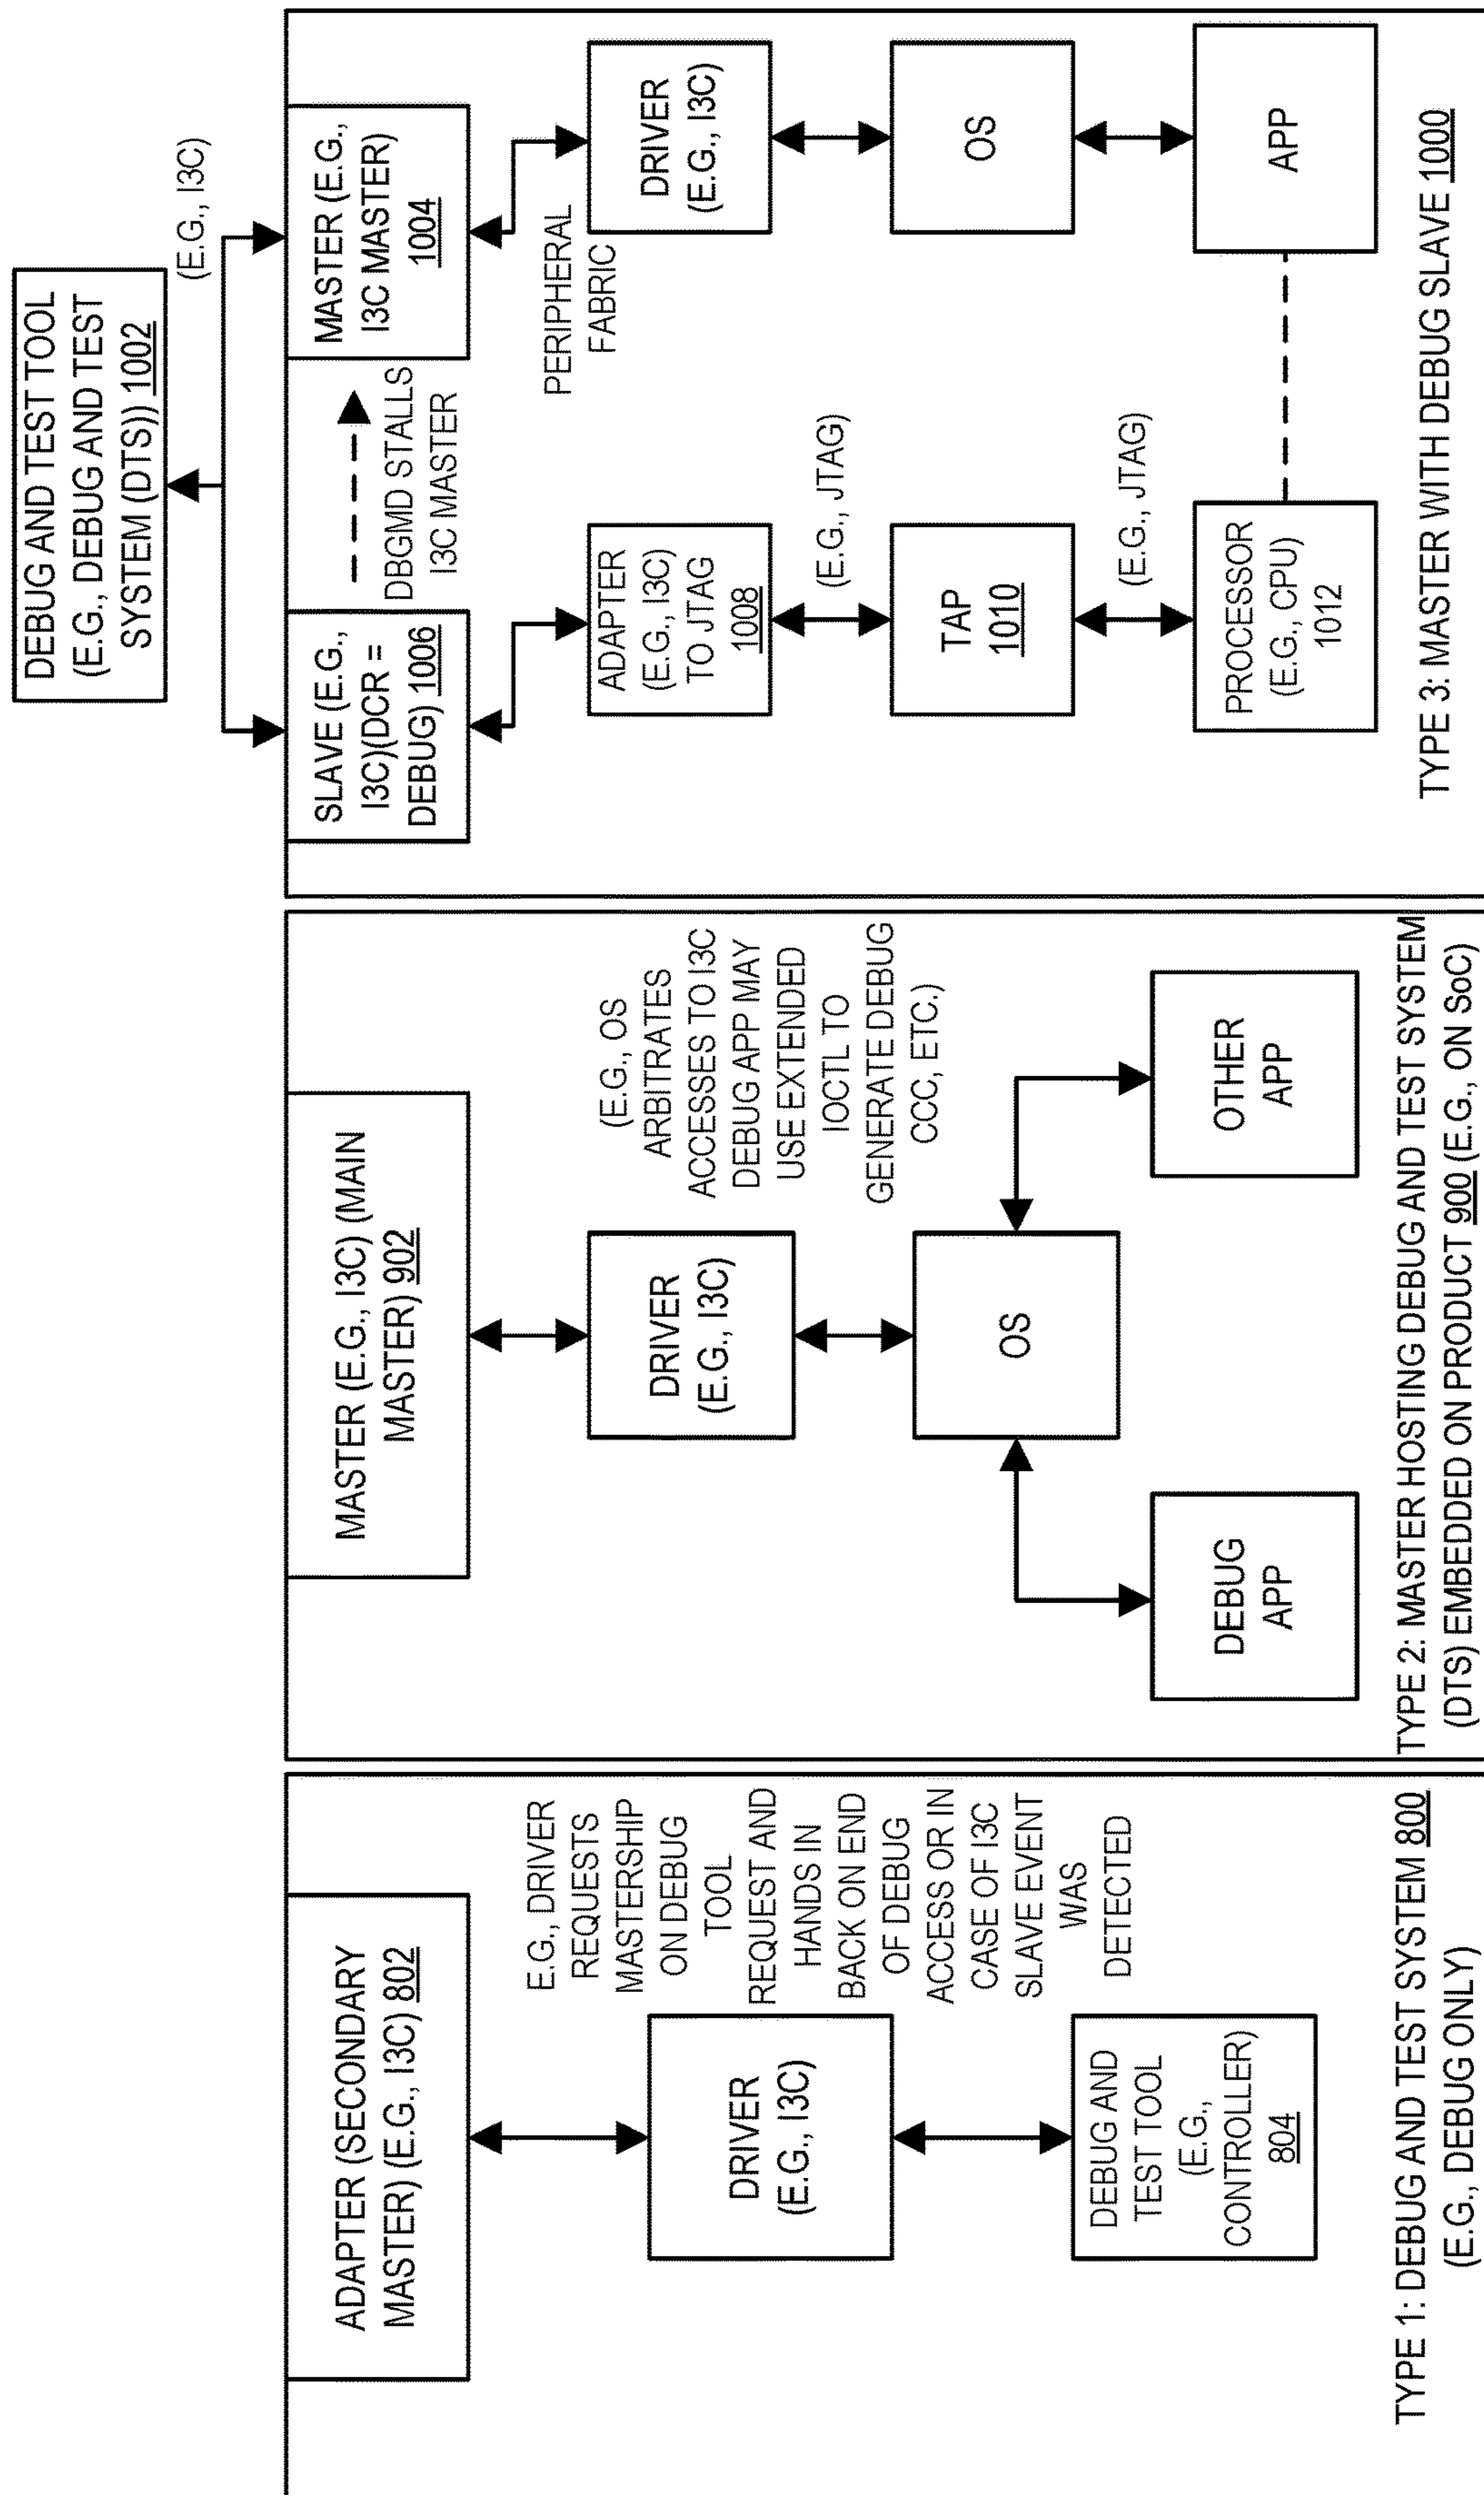 ADAPTER (SECONDARY
MASTER) (E.G., I3C) 802
DRIVER
(E.G., I3C)
DEBUG AND
TEST TOOL
(E.G.,
CONTROLLER)
804
E.G., DRIVER
REQUESTS
MASTERSHIP
ON DEBUG
TOOL
REQUEST AND
HANDS IN
BACK ON END
OF DEBUG
ACCESS OR IN
CASE OF I3C
SLAVE EVENT
WAS
DETECTED
TYPE 1: DEBUG AND TEST SYSTEM 800
(E.G., DEBUG ONLY)
MASTER (E.G., I3C) (MAIN
MASTER) 902
DRIVER
(E.G., I3C)
(E.G., OS
ARBITRATES
ACCESSES TO I3C
DEBUG APP MAY
USE EXTENDED
IOCTL TO
GENERATE DEBUG
CCC, ETC.)
OS
DEBUG
APP
OTHER
APP
TYPE 2: MASTER HOSTING DEBUG AND TEST SYSTEM
(DTS) EMBEDDED ON PRODUCT 900 (E.G., ON SoC)
DEBUG AND TEST TOOL
(E.G., DEBUG AND TEST
SYSTEM (DTS)) 1002
(E.G., I3C)
SLAVE (E.G.,
I3C)(DCR =
DEBUG) 1006
DBGMD STALLS
I3C MASTER
MASTER (E.G.,
I3C MASTER)
1004
PERIPHERAL
FABRIC
ADAPTER
(E.G., I3C)
TO JTAG
1008
DRIVER
(E.G., I3C)
(E.G., JTAG)
TAP
1010
OS
(E.G., JTAG)
PROCESSOR
(E.G., CPU)
1012
APP
TYPE 3: MASTER WITH DEBUG SLAVE 1000